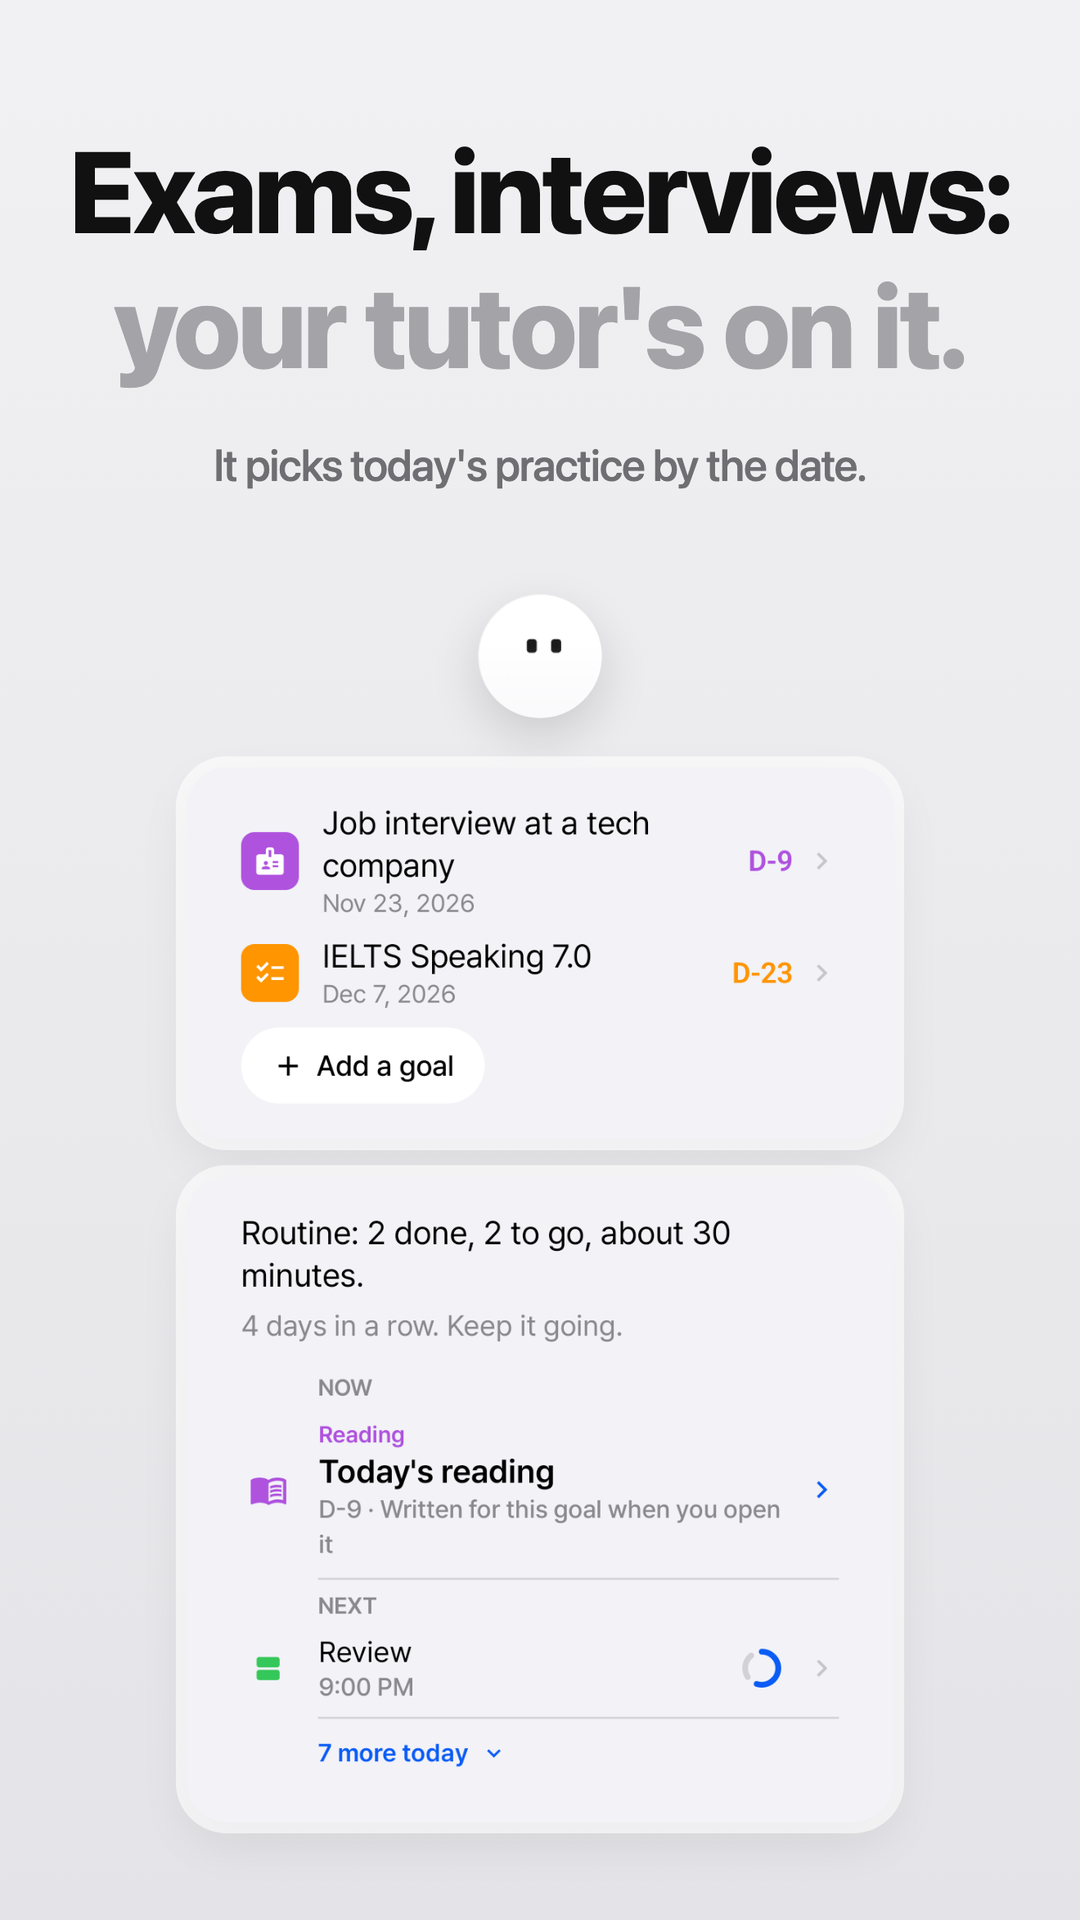 Exams, interviews:
your tutor's on it.
It picks today's practice by the date.
Job interview at a tech
company
D-9
Nov 23, 2026
IELTS Speaking 7.0
D-23
Dec 7, 2026
+ Add a goal
Routine: 2 done, 2 to go, about 30
minutes.
4 days in a row. Keep it going.
NOW
Reading
Today's reading
D-9 · Written for this goal when you open
it
NEXT
Review
9:00 PM
7 more today